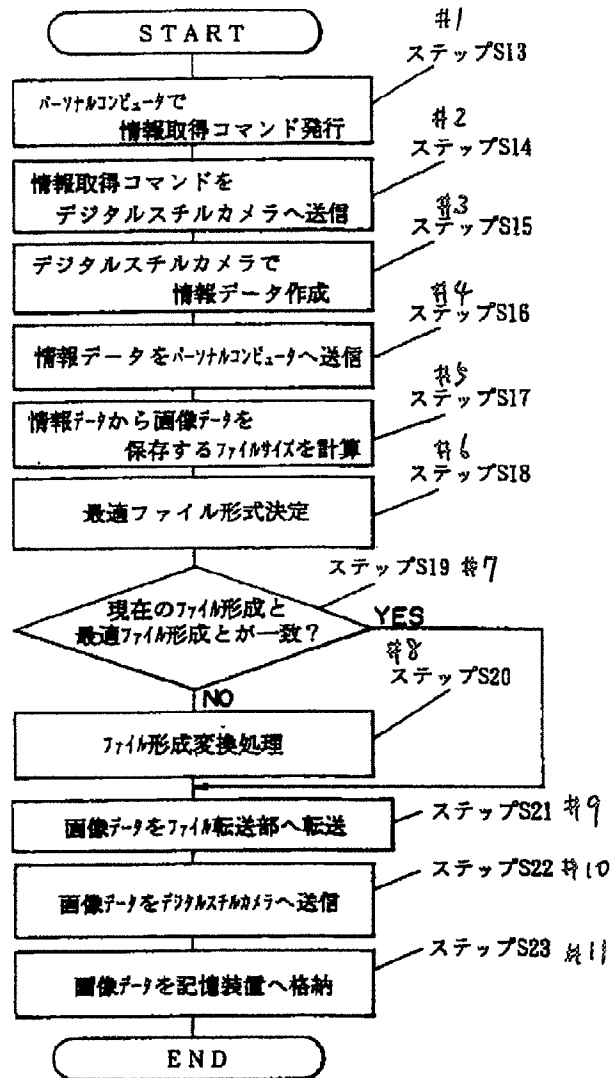 START
#1
ステップS13
パーソナルコンピュータで
情報取得コマンド発行
#2
ステップS14
情報取得コマンドを
デジタルスチルカメラへ送信
#3
ステップS15
デジタルスチルカメラで
情報データ作成
#4
ステップS16
情報データをパーソナルコンピュータへ送信
#5
ステップS17
情報データから画像データを
保存するファイルサイズを計算
#6
ステップS18
最適ファイル形式決定
ステップS19 #7
現在のファイル形成と
最適ファイル形成とが一致?
YES
#8
ステップS20
NO
ファイル形成変換処理
ステップS21 #9
画像データをファイル転送部へ転送
ステップS22 #10
画像データをデジタルスチルカメラへ送信
ステップS23 #11
画像データを記憶装置へ格納
END